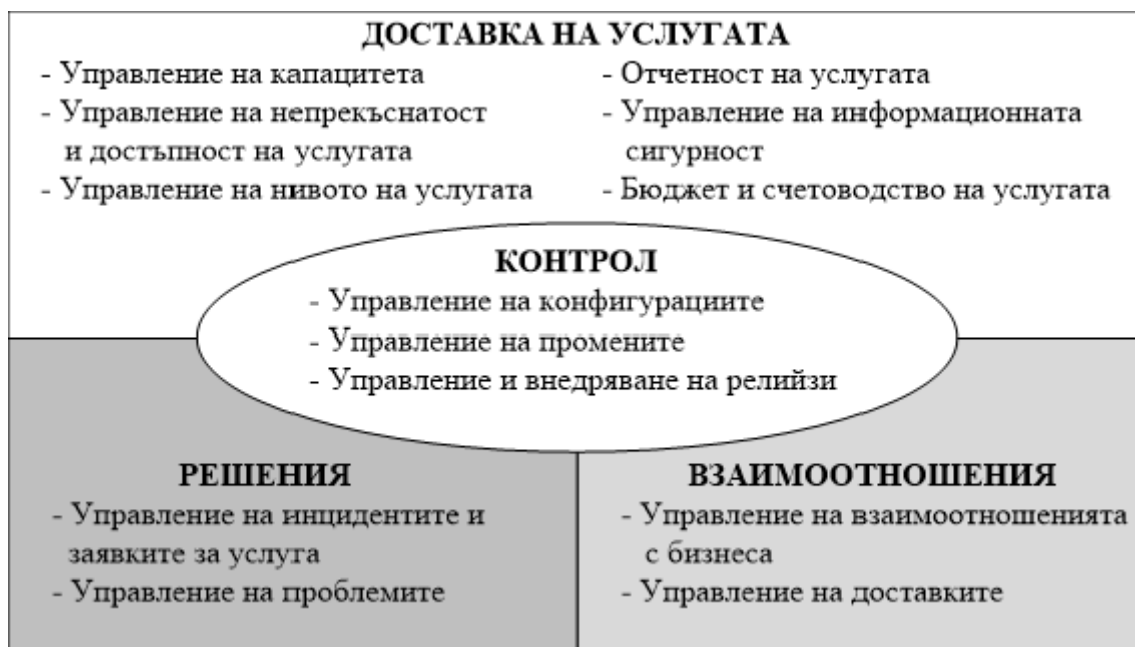 ДОСТАВКА НА УСЛУГАТА
- Управление на капацитета
- Управление на непрекъснатост
и достъпност на услугата
- Управление на нивото на услугата
- Отчетност на услугата
- Управление на информационната
сигурност
- Бюджет и счетоводство на услугата
КОНТРОЛ
- Управление на конфигурациите
- Управление на промените
- Управление и внедряване на релийзи
РЕШЕНИЯ
- Управление на инцидентите и
заявките за услуга
- Управление на проблемите
ВЗАИМООТНОШЕНИЯ
- Управление на взаимоотношенията
с бизнеса
- Управление на доставките